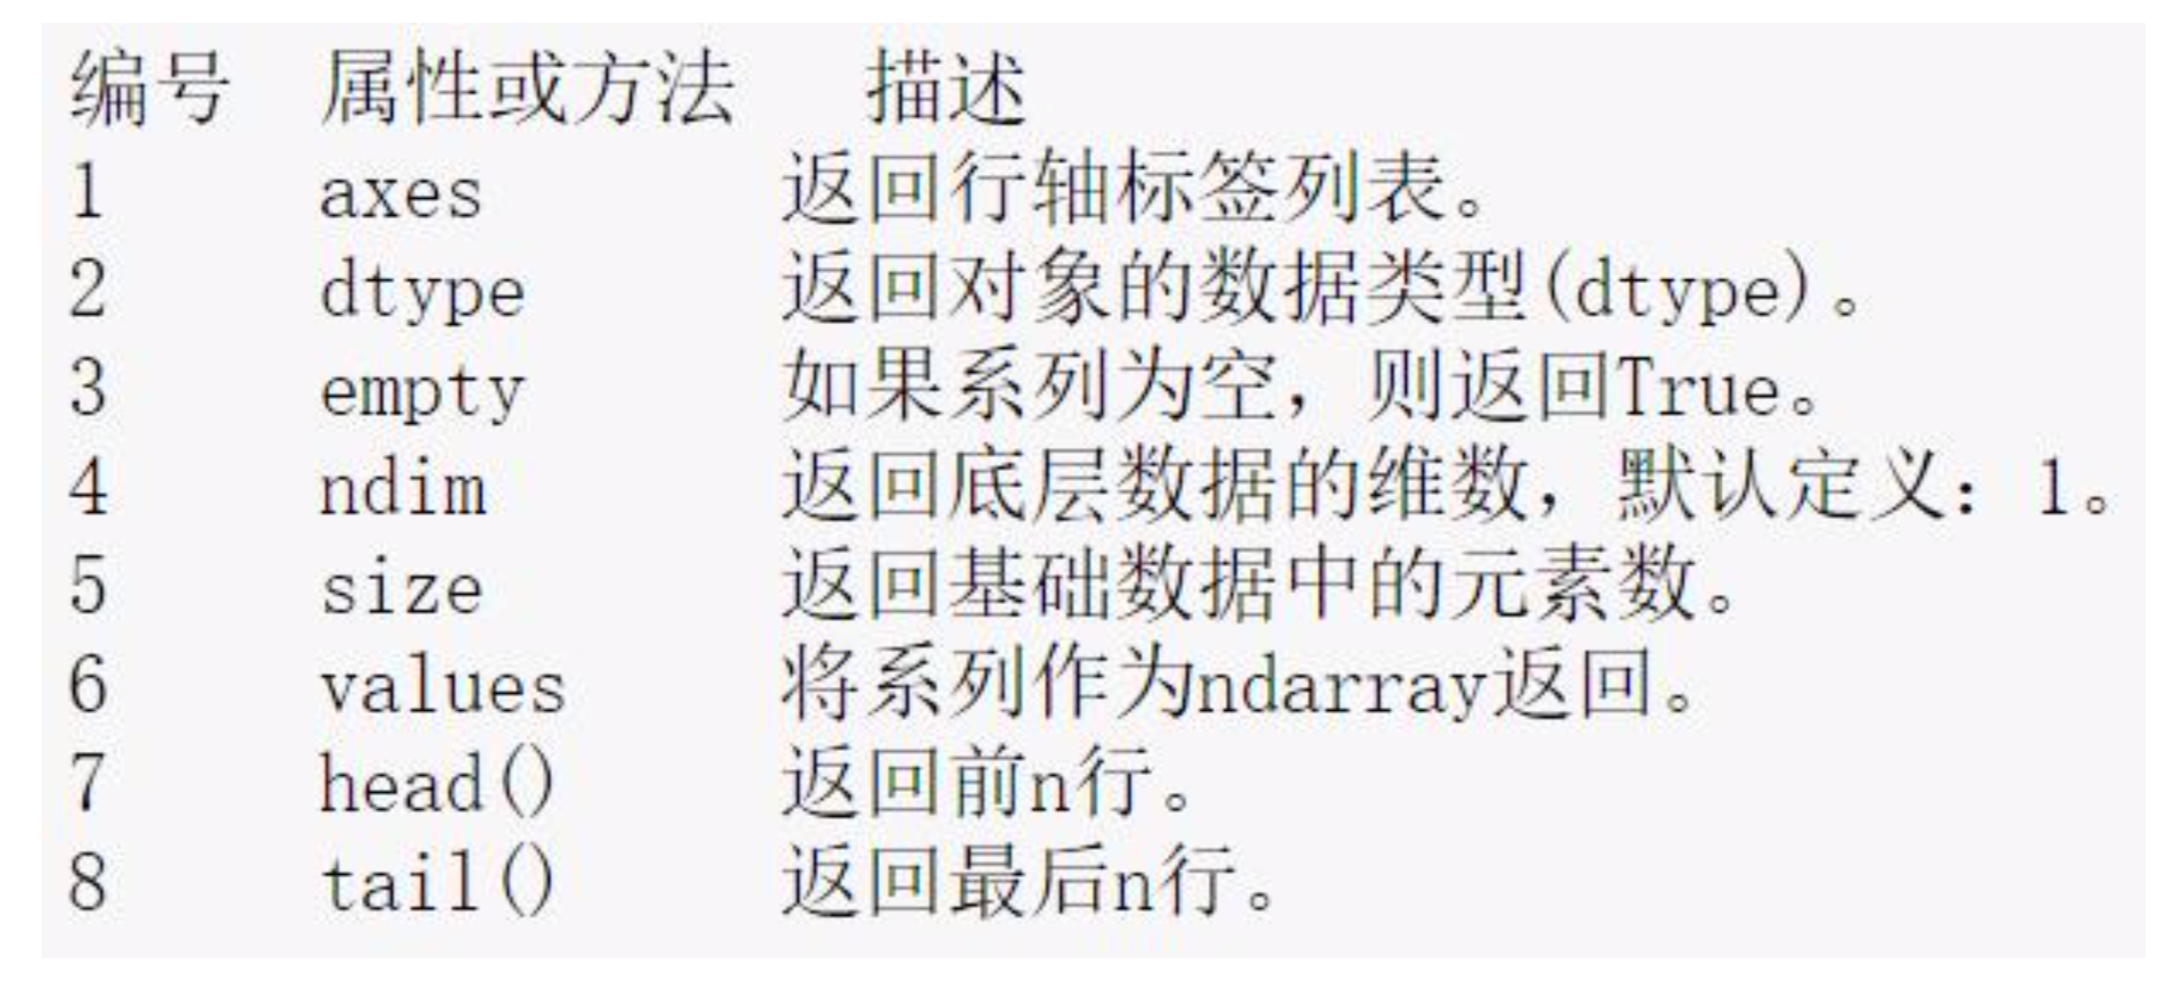 编号 属性或方法 描述
1 axes 返回行轴标签列表。
2 dtype 返回对象的数据类型(dtype)。
3 empty 如果系列为空，则返回True。
4 ndim 返回底层数据的维数，默认定义：1。
5 size 返回基础数据中的元素数。
6 values 将系列作为ndarray返回。
7 head() 返回前n行。
8 tail() 返回最后n行。